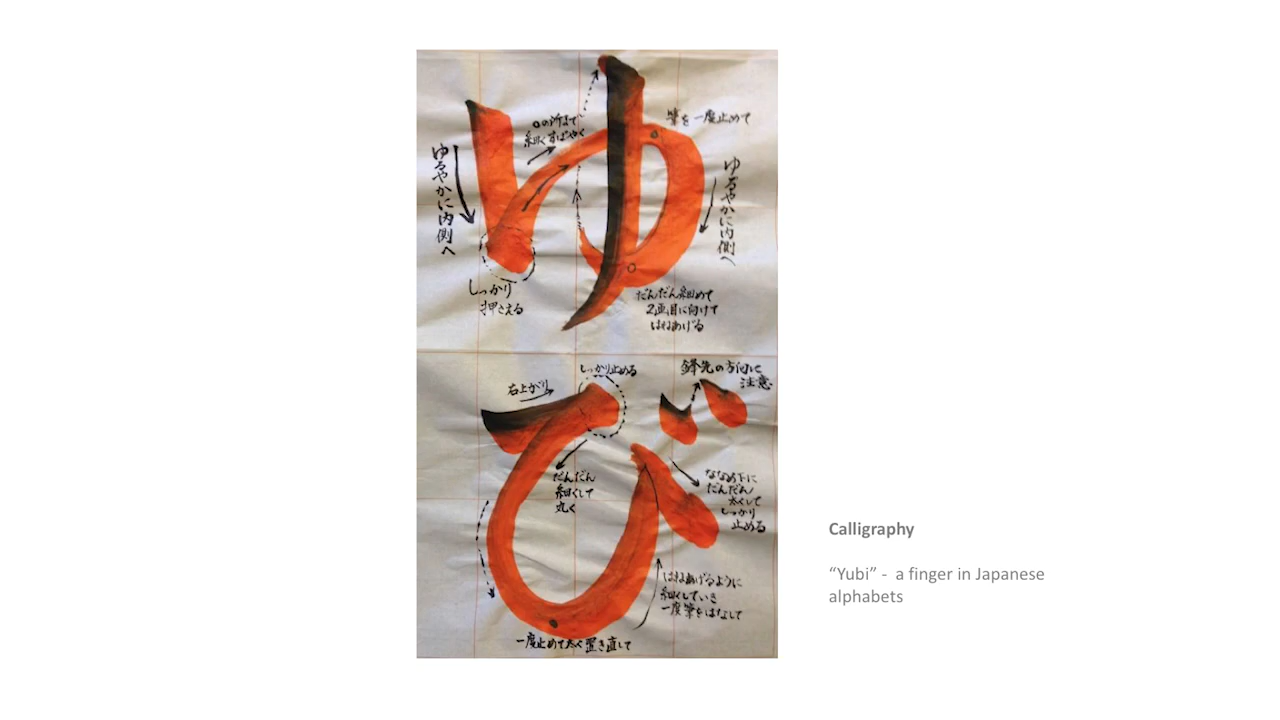 ゆ
ゆるやかに内側へ
〇の所まで
細くすばやく
筆を一度止めて
ゆるやかに内側へ
しっかり
押さえる
だんだん細めて
2画目に向けて
はねあげる
び
右上がり
しっかり止める
鋒先の方向に
注意
だんだん
細くして
丸く
ななめ下に
だんだん
太くして
しっかり
止める
はねあげるように
細くしていき
一度筆をはなして
一度止めて太く置き直して
Calligraphy
“Yubi” - a finger in Japanese
alphabets